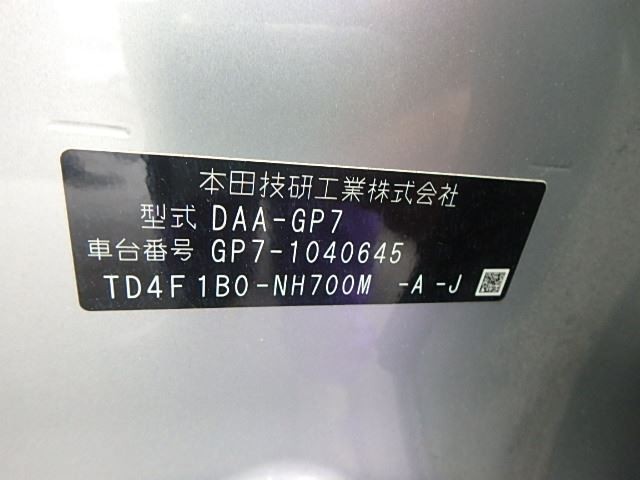 本田技研工業株式会社
型式 DAA-GP7
車台番号 GP7-1040645
TD4F1B0-NH700M -A-J